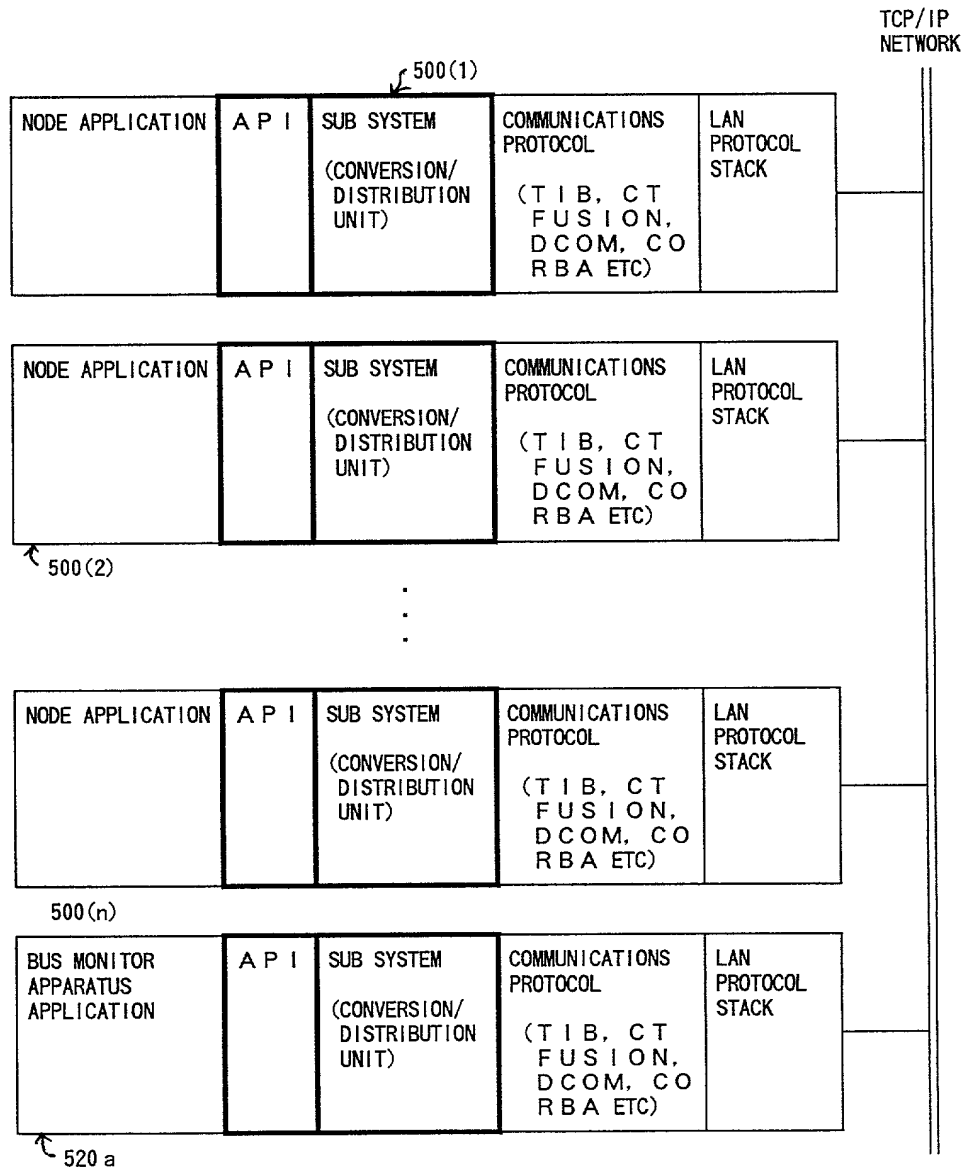 TCP/IP
NETWORK
500(1)
NODE APPLICATION
API
SUB SYSTEM
(CONVERSION/
DISTRIBUTION
UNIT)
COMMUNICATIONS
PROTOCOL
(TIB, CT
FUSION,
DCOM, CO
RBA ETC)
LAN
PROTOCOL
STACK
NODE APPLICATION
API
SUB SYSTEM
(CONVERSION/
DISTRIBUTION
UNIT)
COMMUNICATIONS
PROTOCOL
(TIB, CT
FUSION,
DCOM, CO
RBA ETC)
LAN
PROTOCOL
STACK
500(2)
NODE APPLICATION
API
SUB SYSTEM
(CONVERSION/
DISTRIBUTION
UNIT)
COMMUNICATIONS
PROTOCOL
(TIB, CT
FUSION,
DCOM, CO
RBA ETC)
LAN
PROTOCOL
STACK
500(n)
BUS MONITOR
APPARATUS
APPLICATION
API
SUB SYSTEM
(CONVERSION/
DISTRIBUTION
UNIT)
COMMUNICATIONS
PROTOCOL
(TIB, CT
FUSION,
DCOM, CO
RBA ETC)
LAN
PROTOCOL
STACK
520a